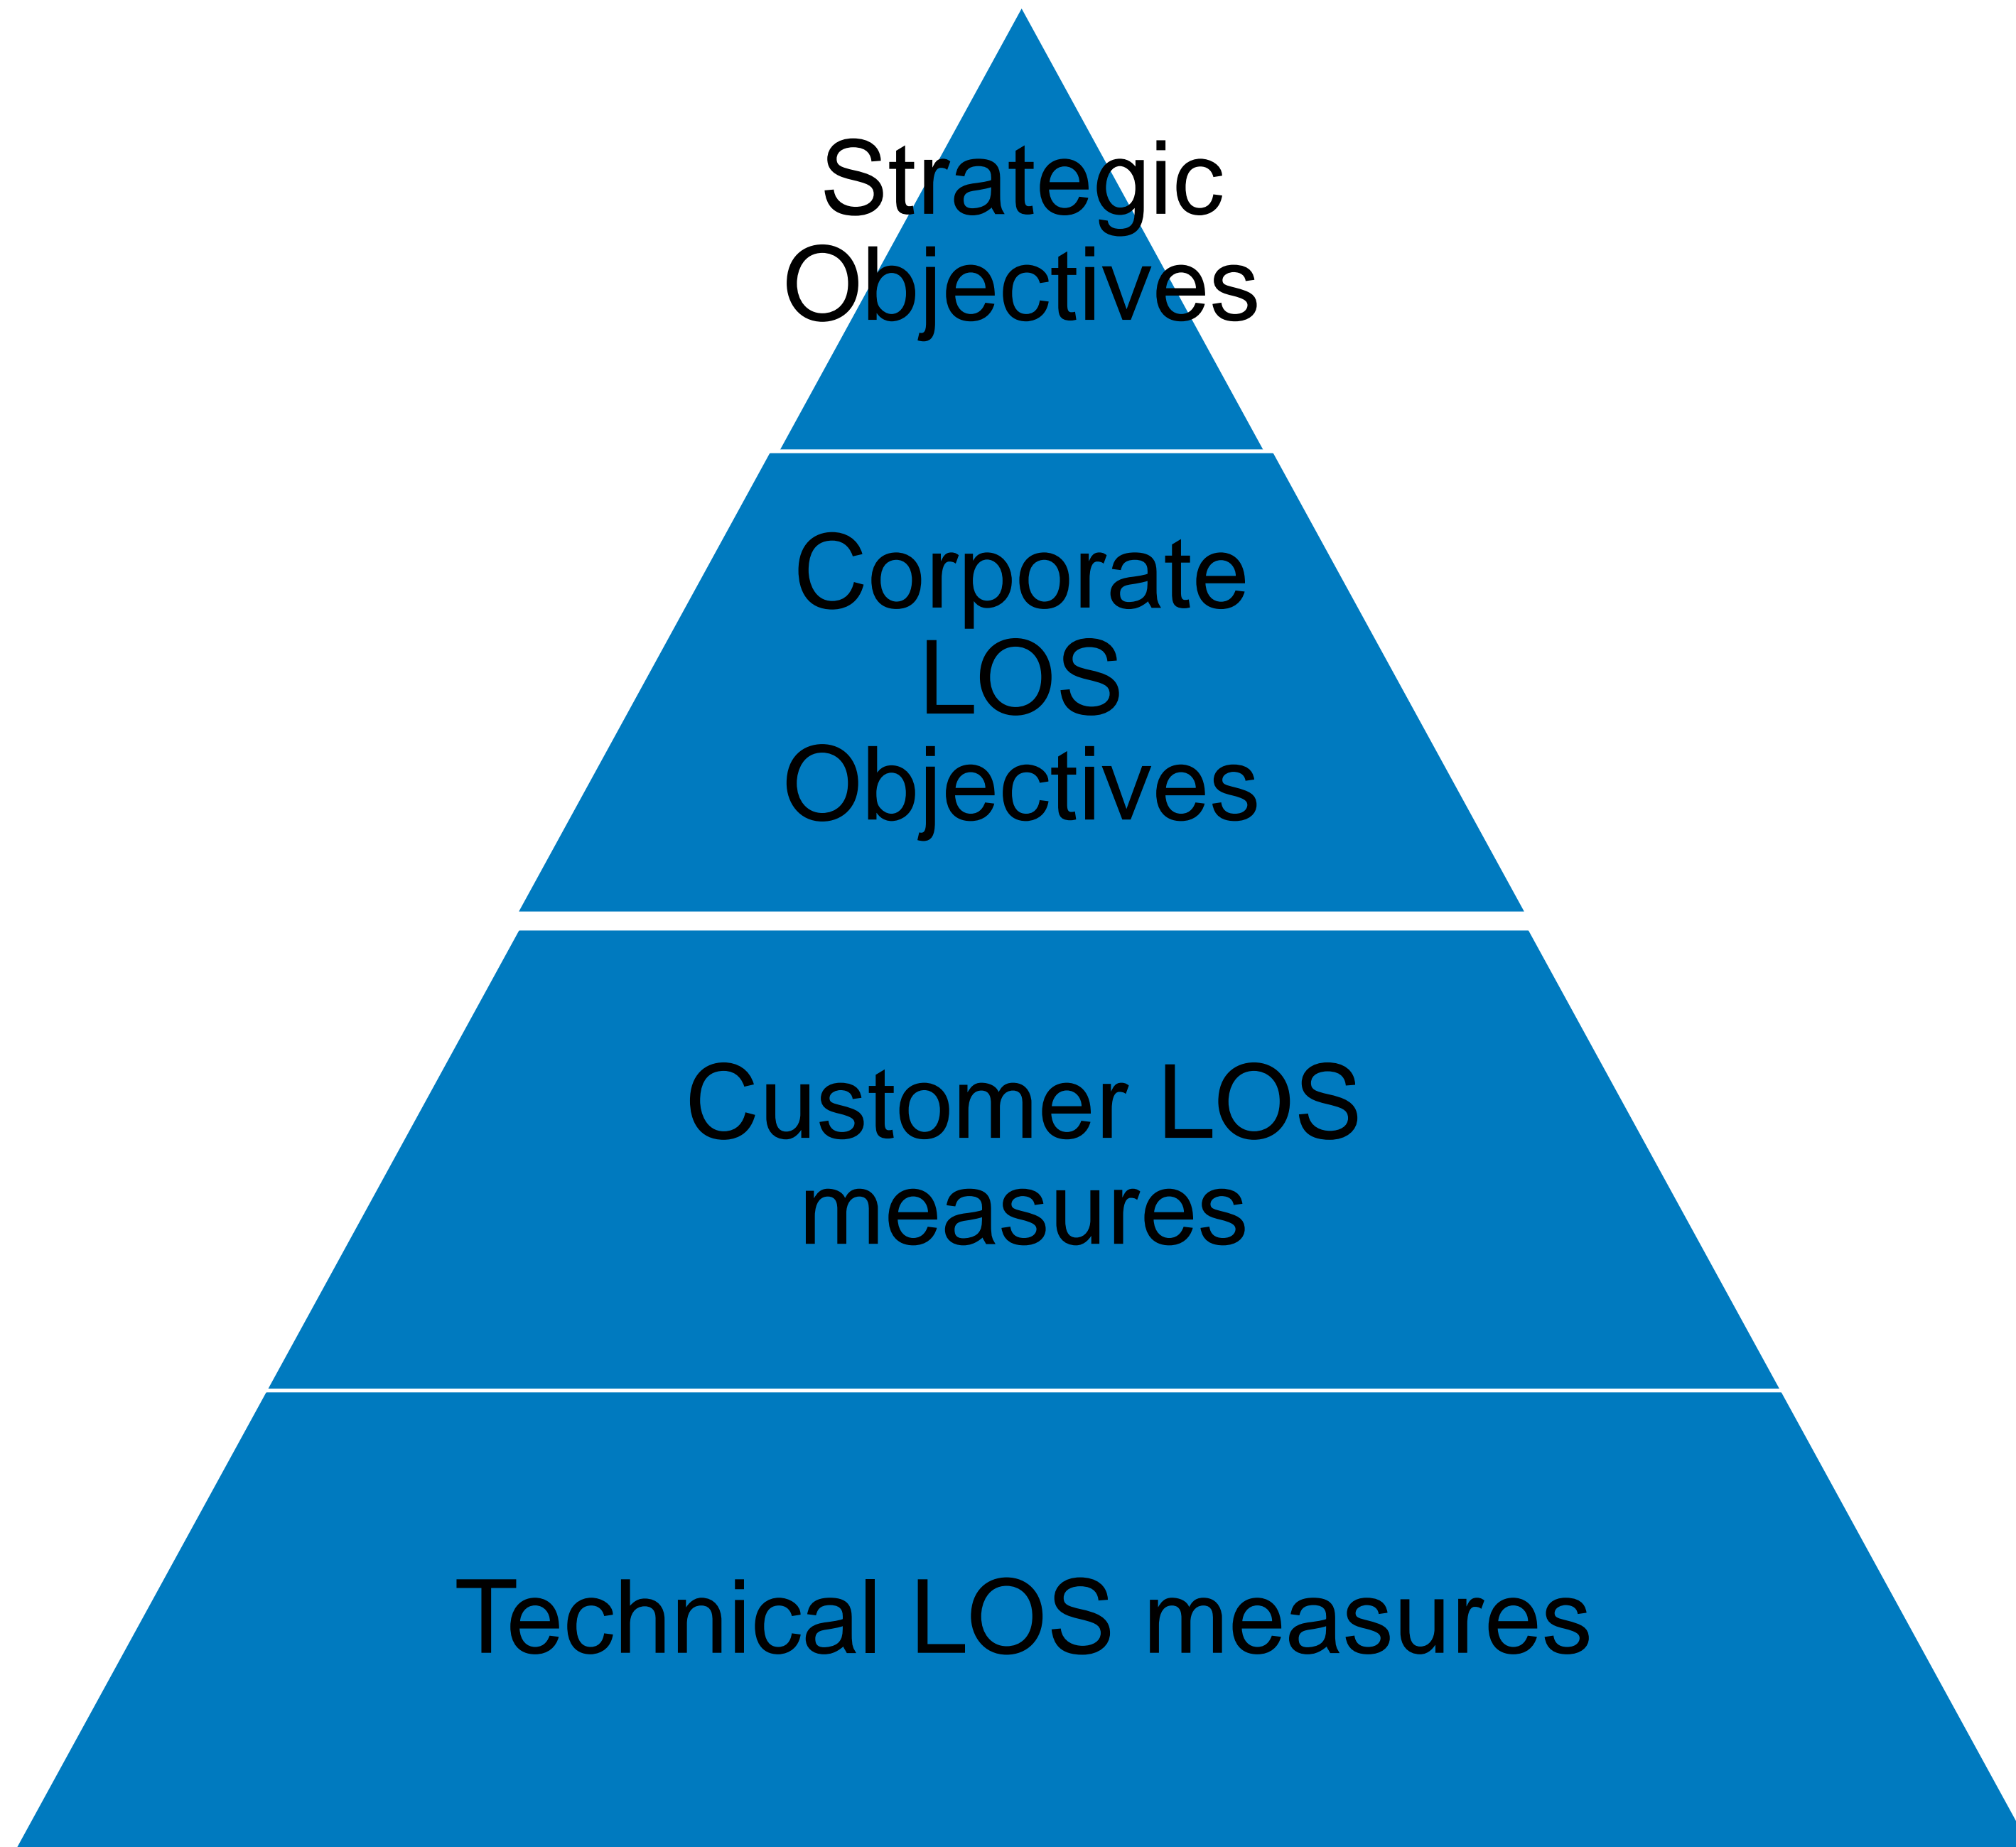 Strategic
Objectives
Corporate
LOS
Objectives
Customer LOS
measures
Technical LOS measures